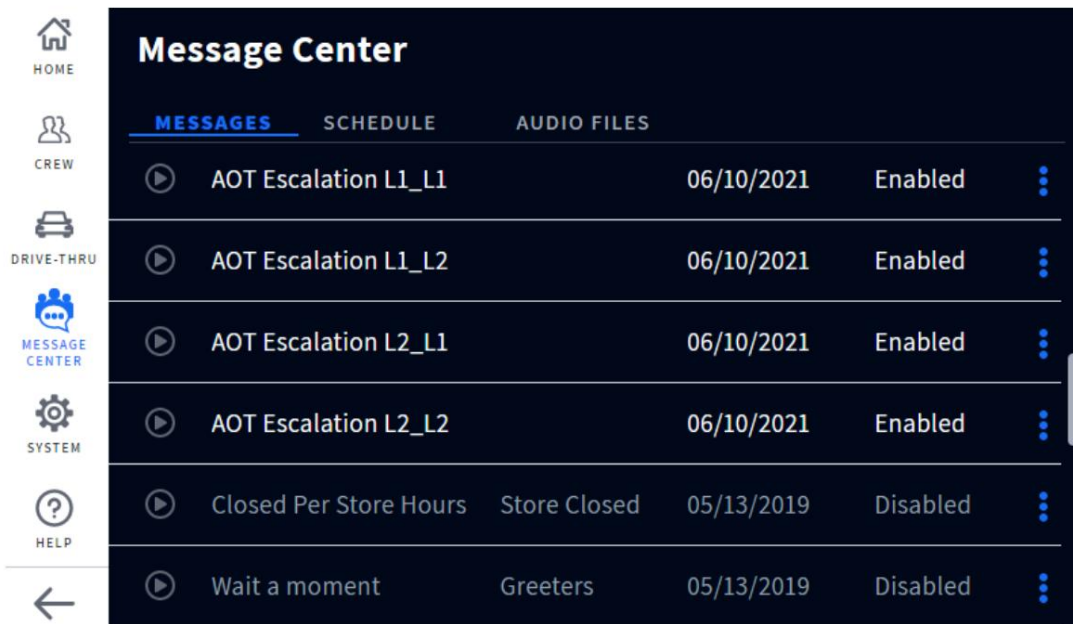 HOME
CREW
DRIVE-THRU
MESSAGE
CENTER
SYSTEM
HELP
Message Center
MESSAGES SCHEDULE AUDIO FILES
AOT Escalation L1_L1 06/10/2021 Enabled
AOT Escalation L1_L2 06/10/2021 Enabled
AOT Escalation L2_L1 06/10/2021 Enabled
AOT Escalation L2_L2 06/10/2021 Enabled
Closed Per Store Hours Store Closed 05/13/2019 Disabled
Wait a moment Greeters 05/13/2019 Disabled